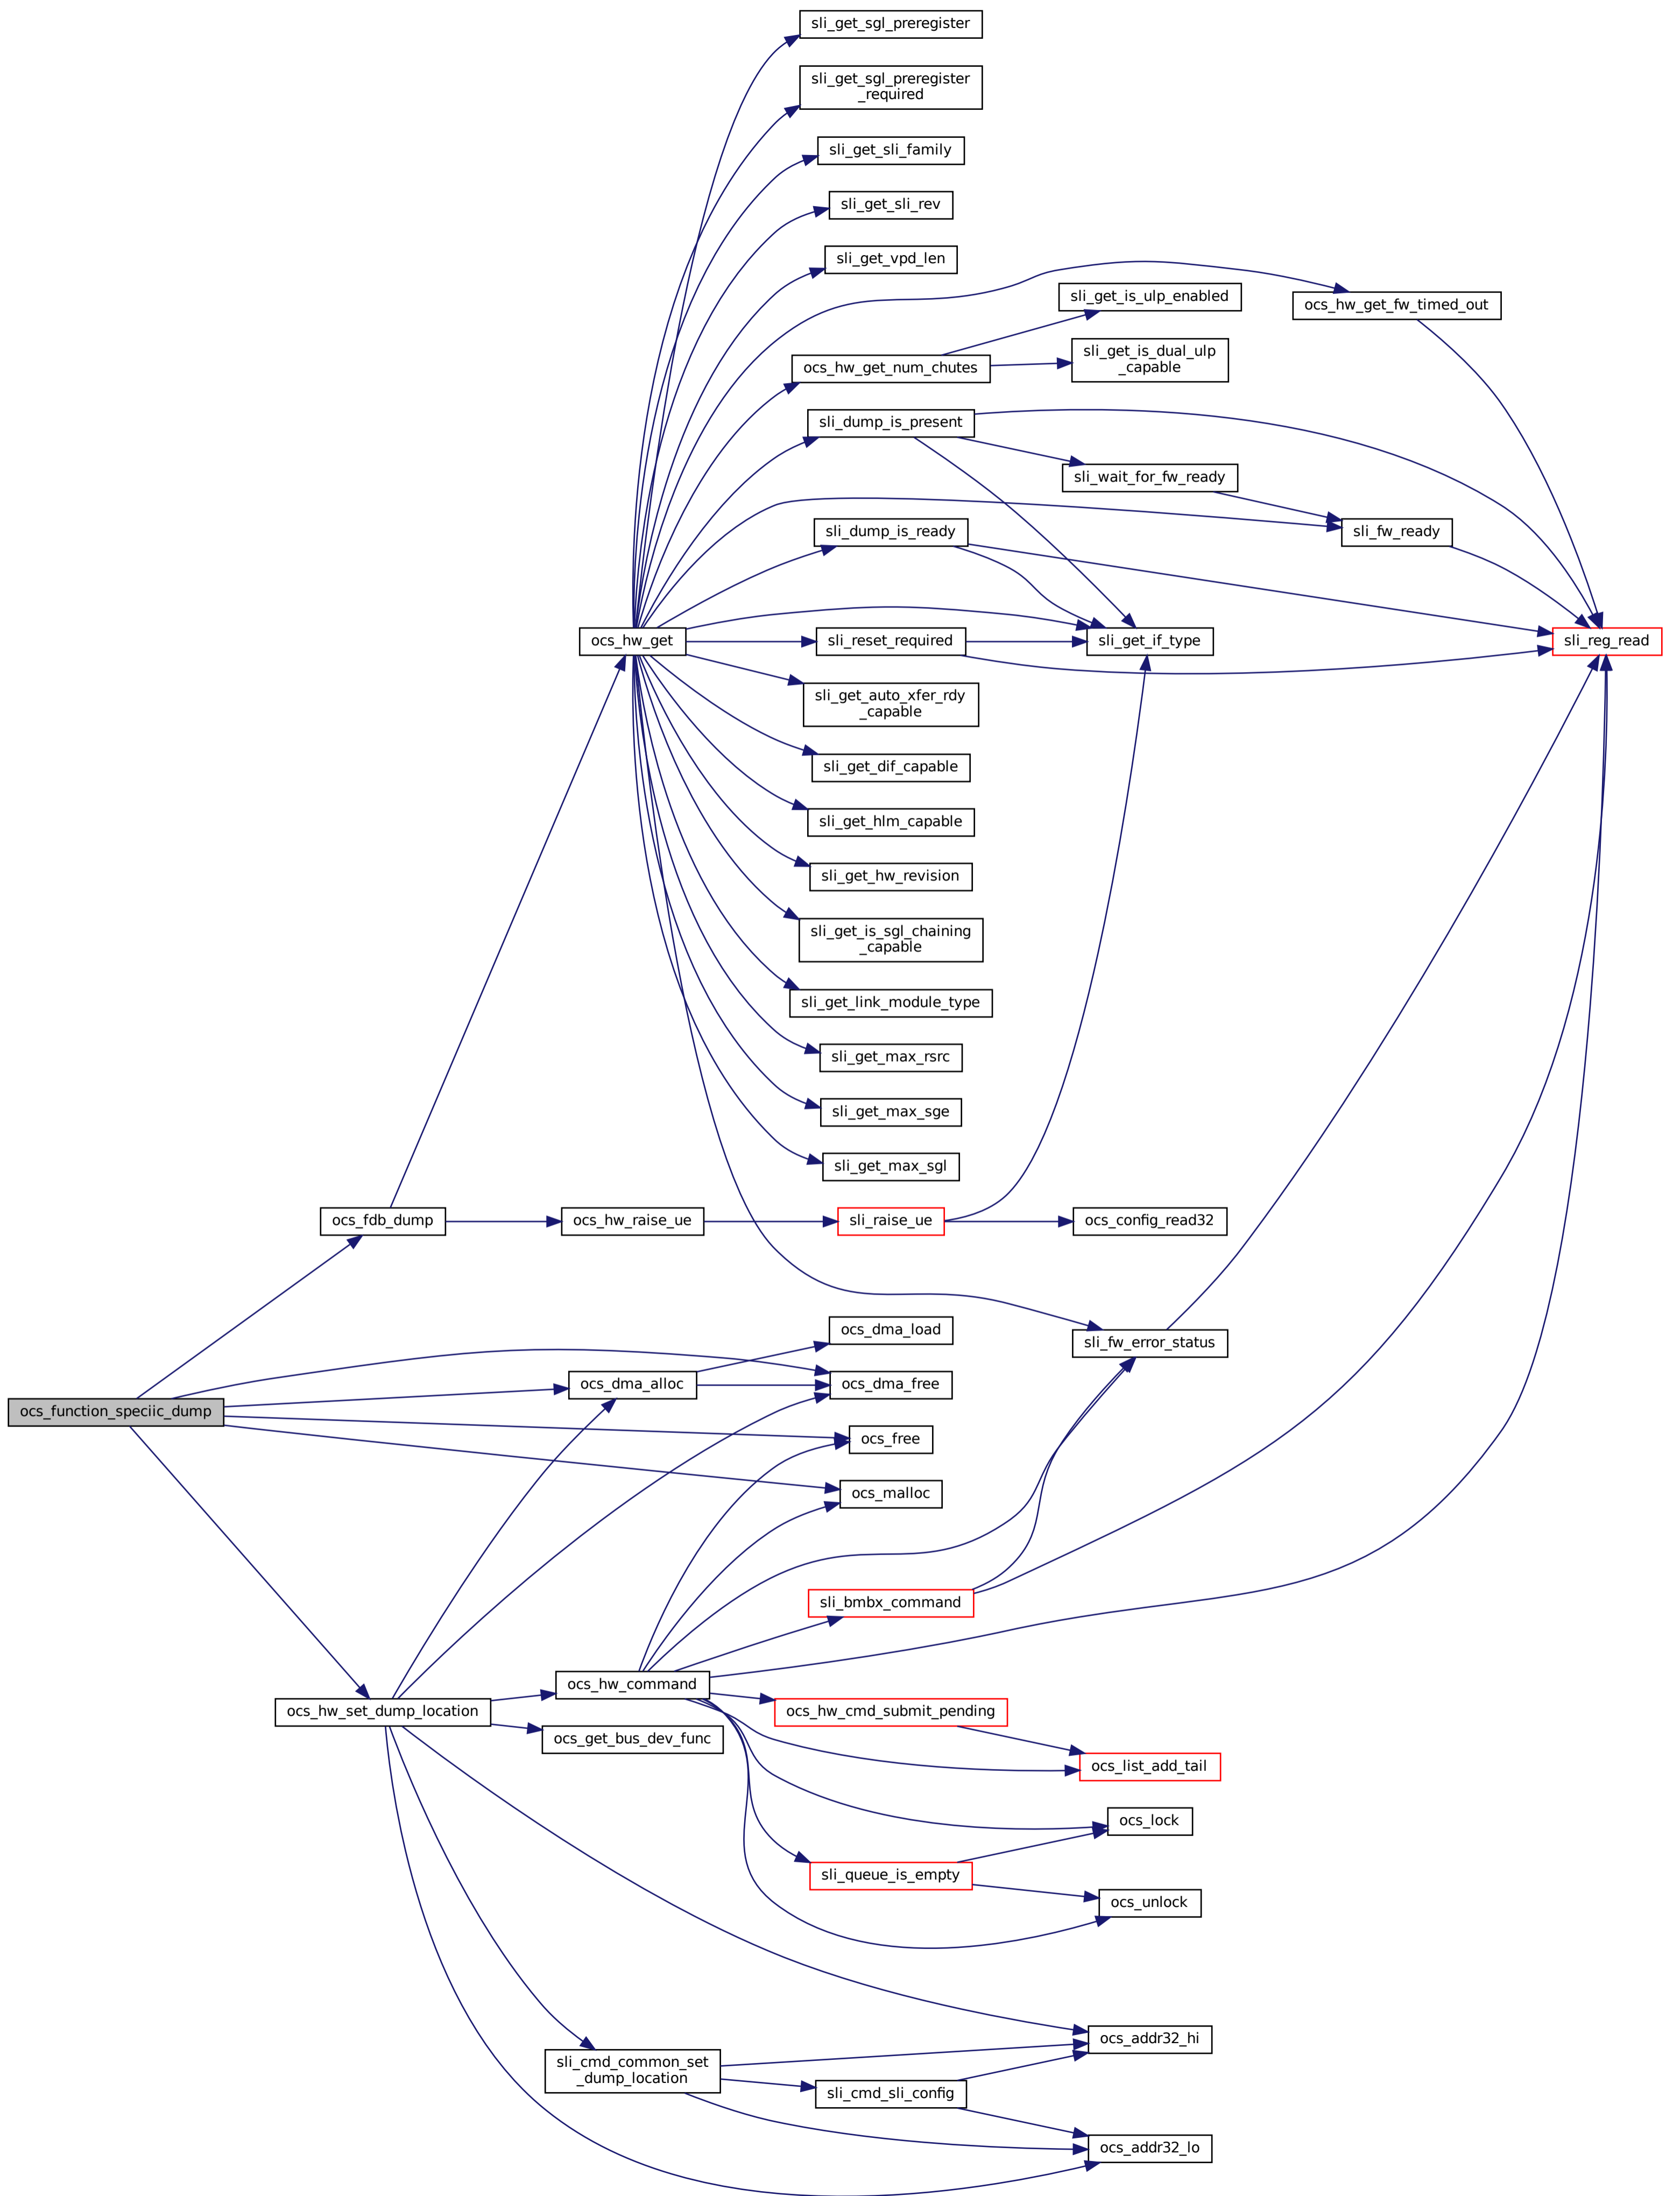 sli_get_sgl_preregister
sli_get_sgl_preregister
_required
sli_get_sli_family
sli_get_sli_rev
sli_get_vpd_len
sli_get_is_ulp_enabled
ocs_hw_get_fw_timed_out
ocs_hw_get_num_chutes
sli_get_is_dual_ulp
_capable
sli_dump_is_present
sli_wait_for_fw_ready
sli_dump_is_ready
sli_fw_ready
ocs_hw_get
sli_reset_required
sli_get_if_type
sli_reg_read
sli_get_auto_xfer_rdy
_capable
sli_get_dif_capable
sli_get_hlm_capable
sli_get_hw_revision
sli_get_is_sgl_chaining
_capable
sli_get_link_module_type
sli_get_max_rsrc
sli_get_max_sge
sli_get_max_sgl
ocs_fdb_dump
ocs_hw_raise_ue
sli_raise_ue
ocs_config_read32
ocs_dma_load
sli_fw_error_status
ocs_function_speciic_dump
ocs_dma_alloc
ocs_dma_free
ocs_free
ocs_malloc
sli_bmbx_command
ocs_hw_set_dump_location
ocs_hw_command
ocs_hw_cmd_submit_pending
ocs_get_bus_dev_func
ocs_list_add_tail
ocs_lock
sli_queue_is_empty
ocs_unlock
ocs_addr32_hi
sli_cmd_common_set
_dump_location
sli_cmd_sli_config
ocs_addr32_lo